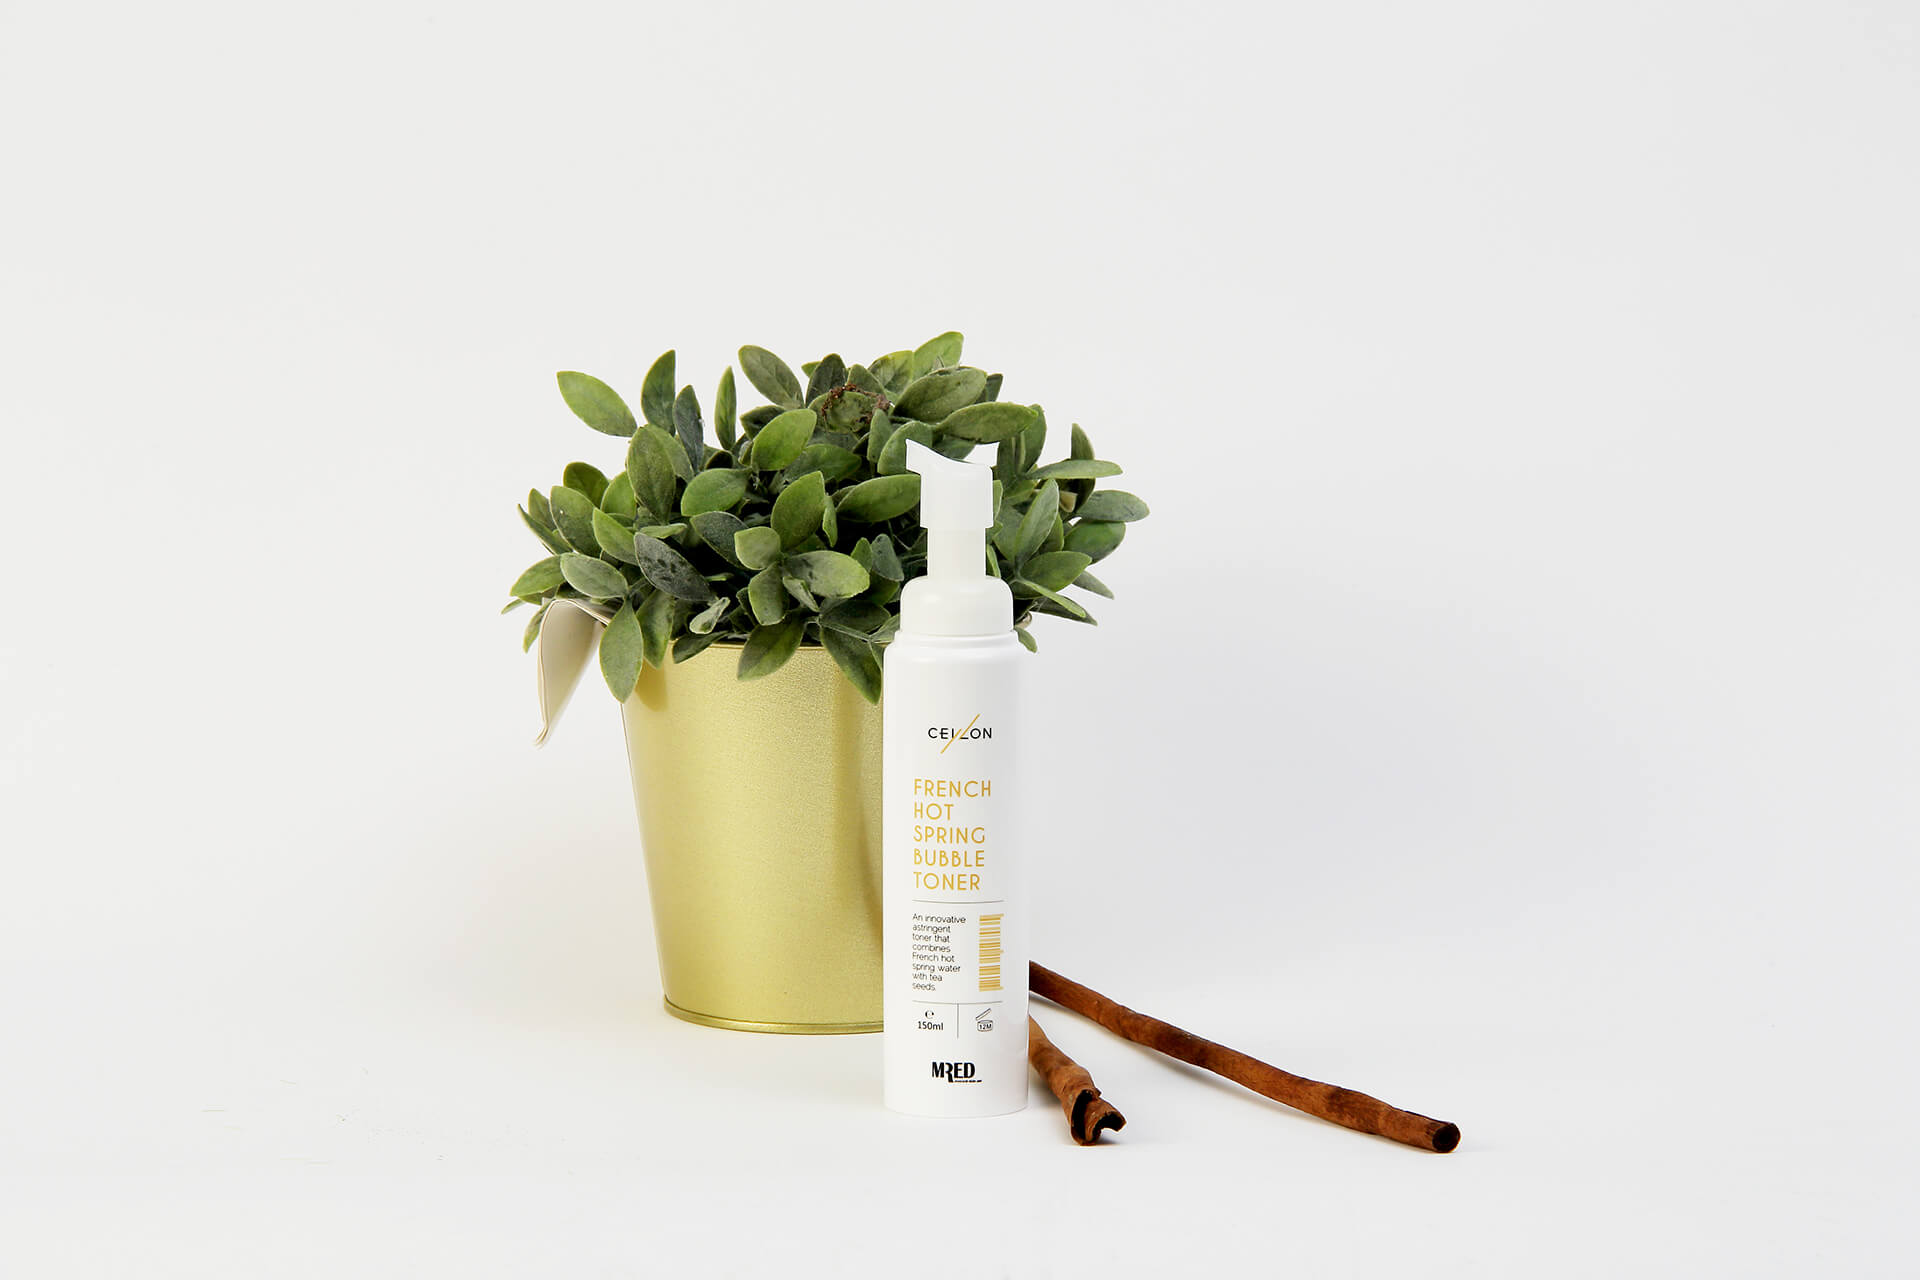 CEILON
FRENCH
HOT
SPRING
BUBBLE
TONER
An innovative
astringent
toner that
combines
French hot
spring water
with tea
seeds.
150ml
12M
MRED